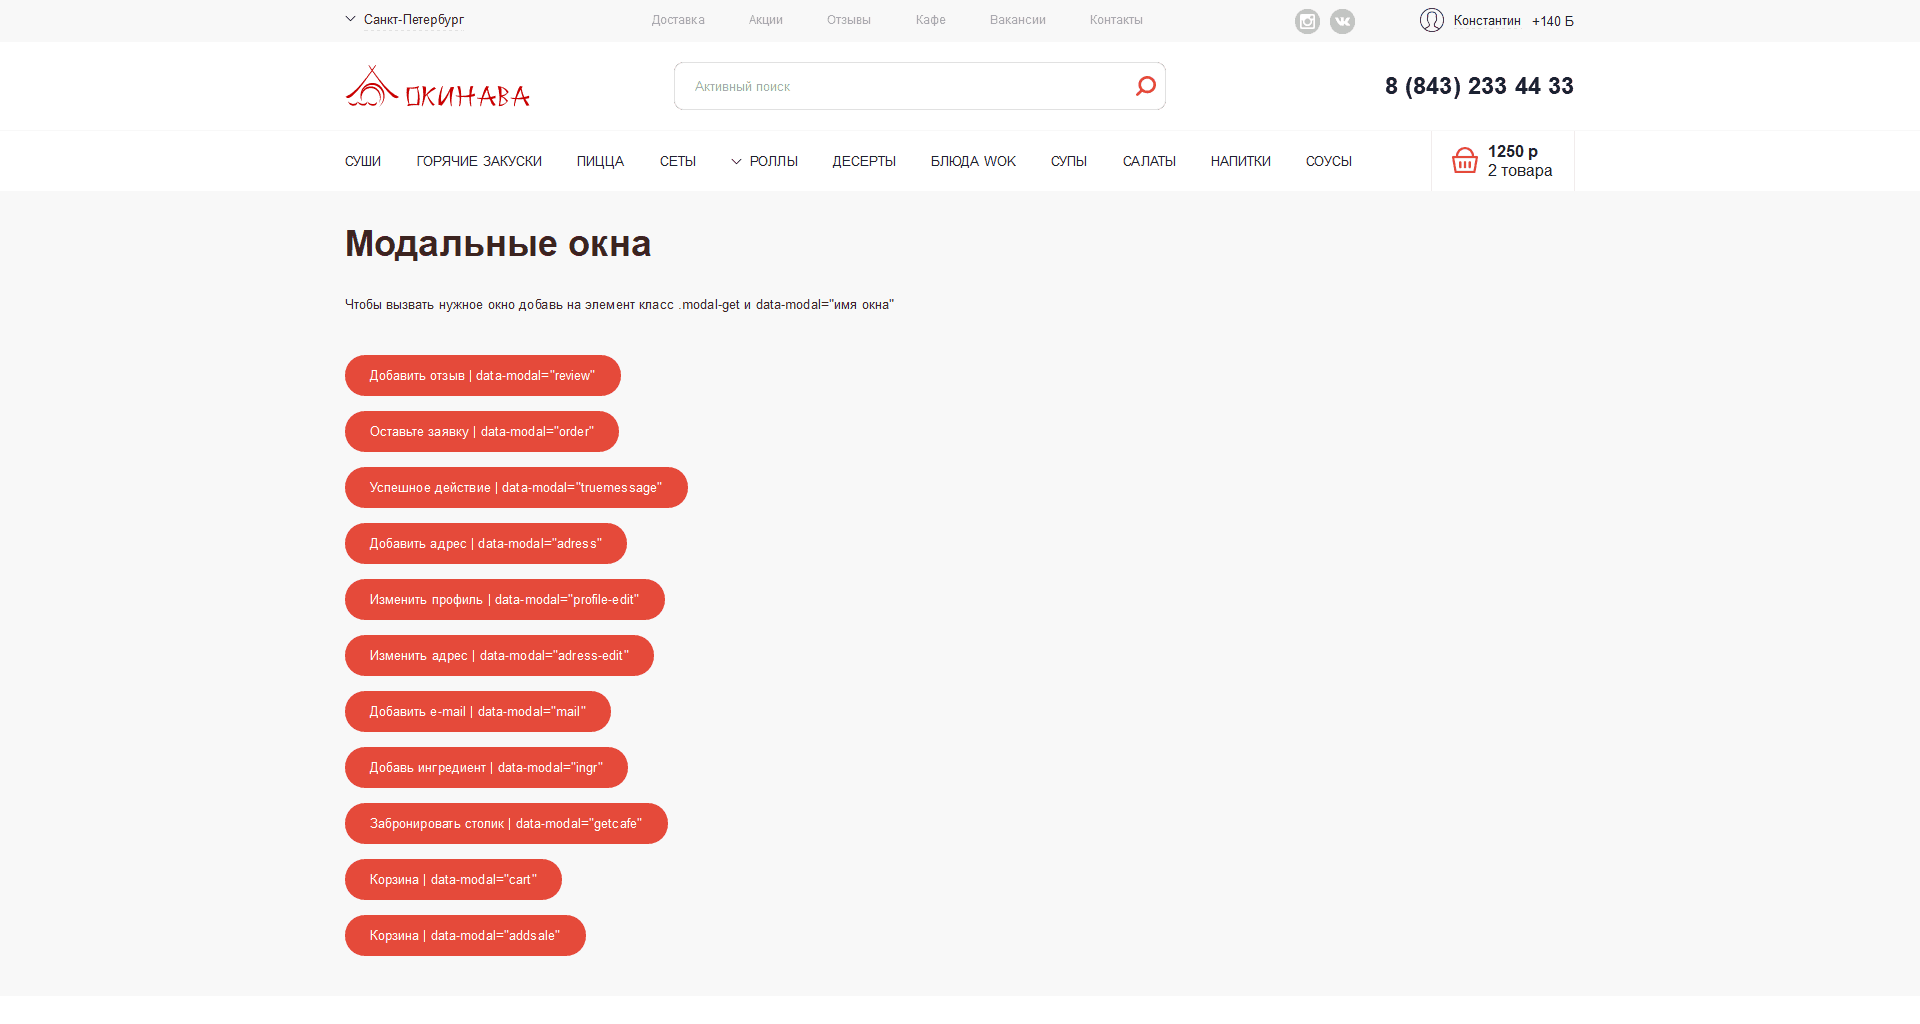 Санкт-Петербург Доставка Акции Отзывы Кафе Вакансии Контакты Константин +140 Б
ОКИНАВА Активный поиск 8 (843) 233 44 33
СУШИ ГОРЯЧИЕ ЗАКУСКИ ПИЦЦА СЕТЫ РОЛЛЫ ДЕСЕРТЫ БЛЮДА WOK СУПЫ САЛАТЫ НАПИТКИ СОУСЫ
1250 р
2 товара
Модальные окна
Чтобы вызвать нужное окно добавь на элемент класс .modal-get и data-modal="имя окна"
Добавить отзыв | data-modal="review"
Оставьте заявку | data-modal="order"
Успешное действие | data-modal="truemessage"
Добавить адрес | data-modal="adress"
Изменить профиль | data-modal="profile-edit"
Изменить адрес | data-modal="adress-edit"
Добавить e-mail | data-modal="mail"
Добавь ингредиент | data-modal="ingr"
Забронировать столик | data-modal="getcafe"
Корзина | data-modal="cart"
Корзина | data-modal="addsale"